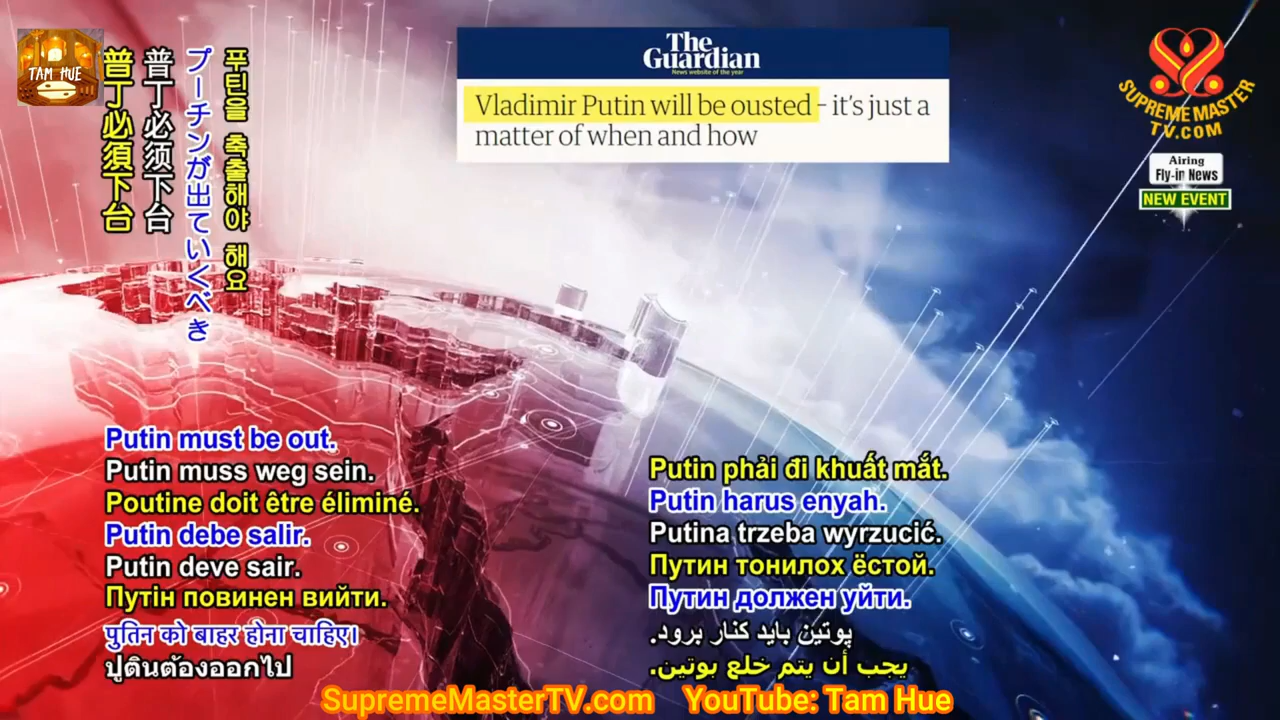 TAM HUE
普丁必須下台
普丁必须下台
プーチンが出ていくべき
푸틴을 축출해야 해요
The Guardian
News website of the year
Vladimir Putin will be ousted – it's just a
matter of when and how
SUPREME MASTER
TV.COM
Airing
Fly-in News
NEW EVENT
Putin must be out.
Putin muss weg sein.
Poutine doit être éliminé.
Putin debe salir.
Putin deve sair.
Путін повинен вийти.
पुतिन को बाहर होना चाहिए।
ปูตินต้องออกไป
Putin phải đi khuất mắt.
Putin harus enyah.
Putina trzeba wyrzucić.
Путин тонилох ёстой.
Путин должен уйти.
پوتین باید کنار برود.
يجب أن يتم خلع بوتين.
SupremeMasterTV.com YouTube: Tam Hue